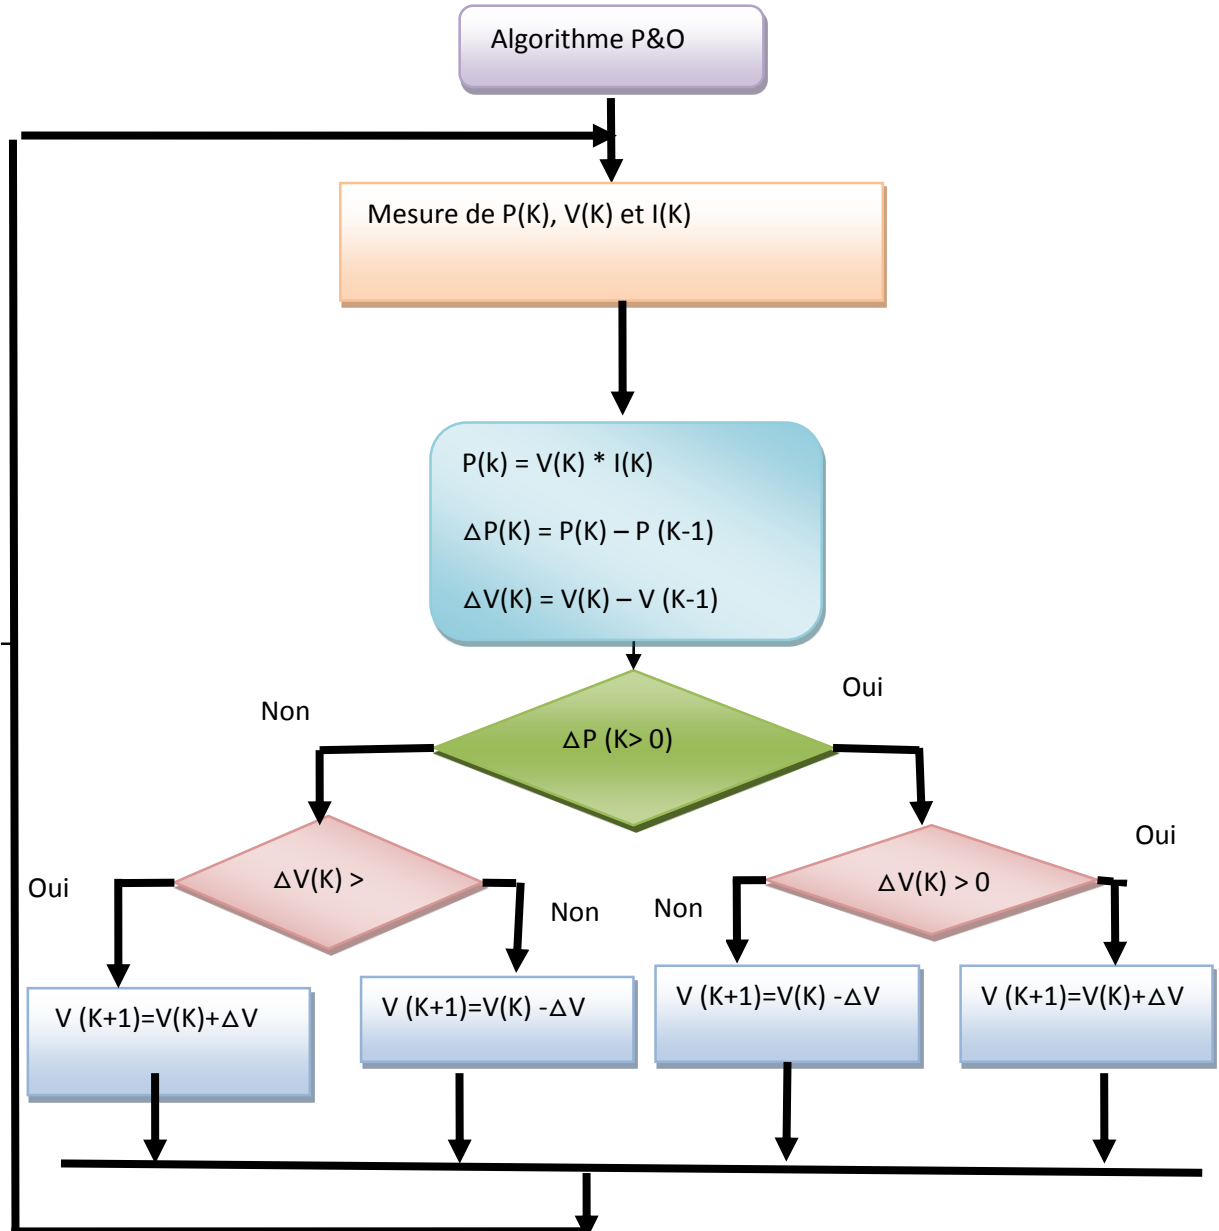 Algorithme P&O
Mesure de P(K), V(K) et I(K)
P(k) = V(K) * I(K)
△P(K) = P(K) – P (K-1)
△V(K) = V(K) – V (K-1)
Non
Oui
△P (K> 0)
Oui
△V(K) >
Non
Non
△V(K) > 0
Oui
V (K+1)=V(K)+△V
V (K+1)=V(K) -△V
V (K+1)=V(K) -△V
V (K+1)=V(K)+△V